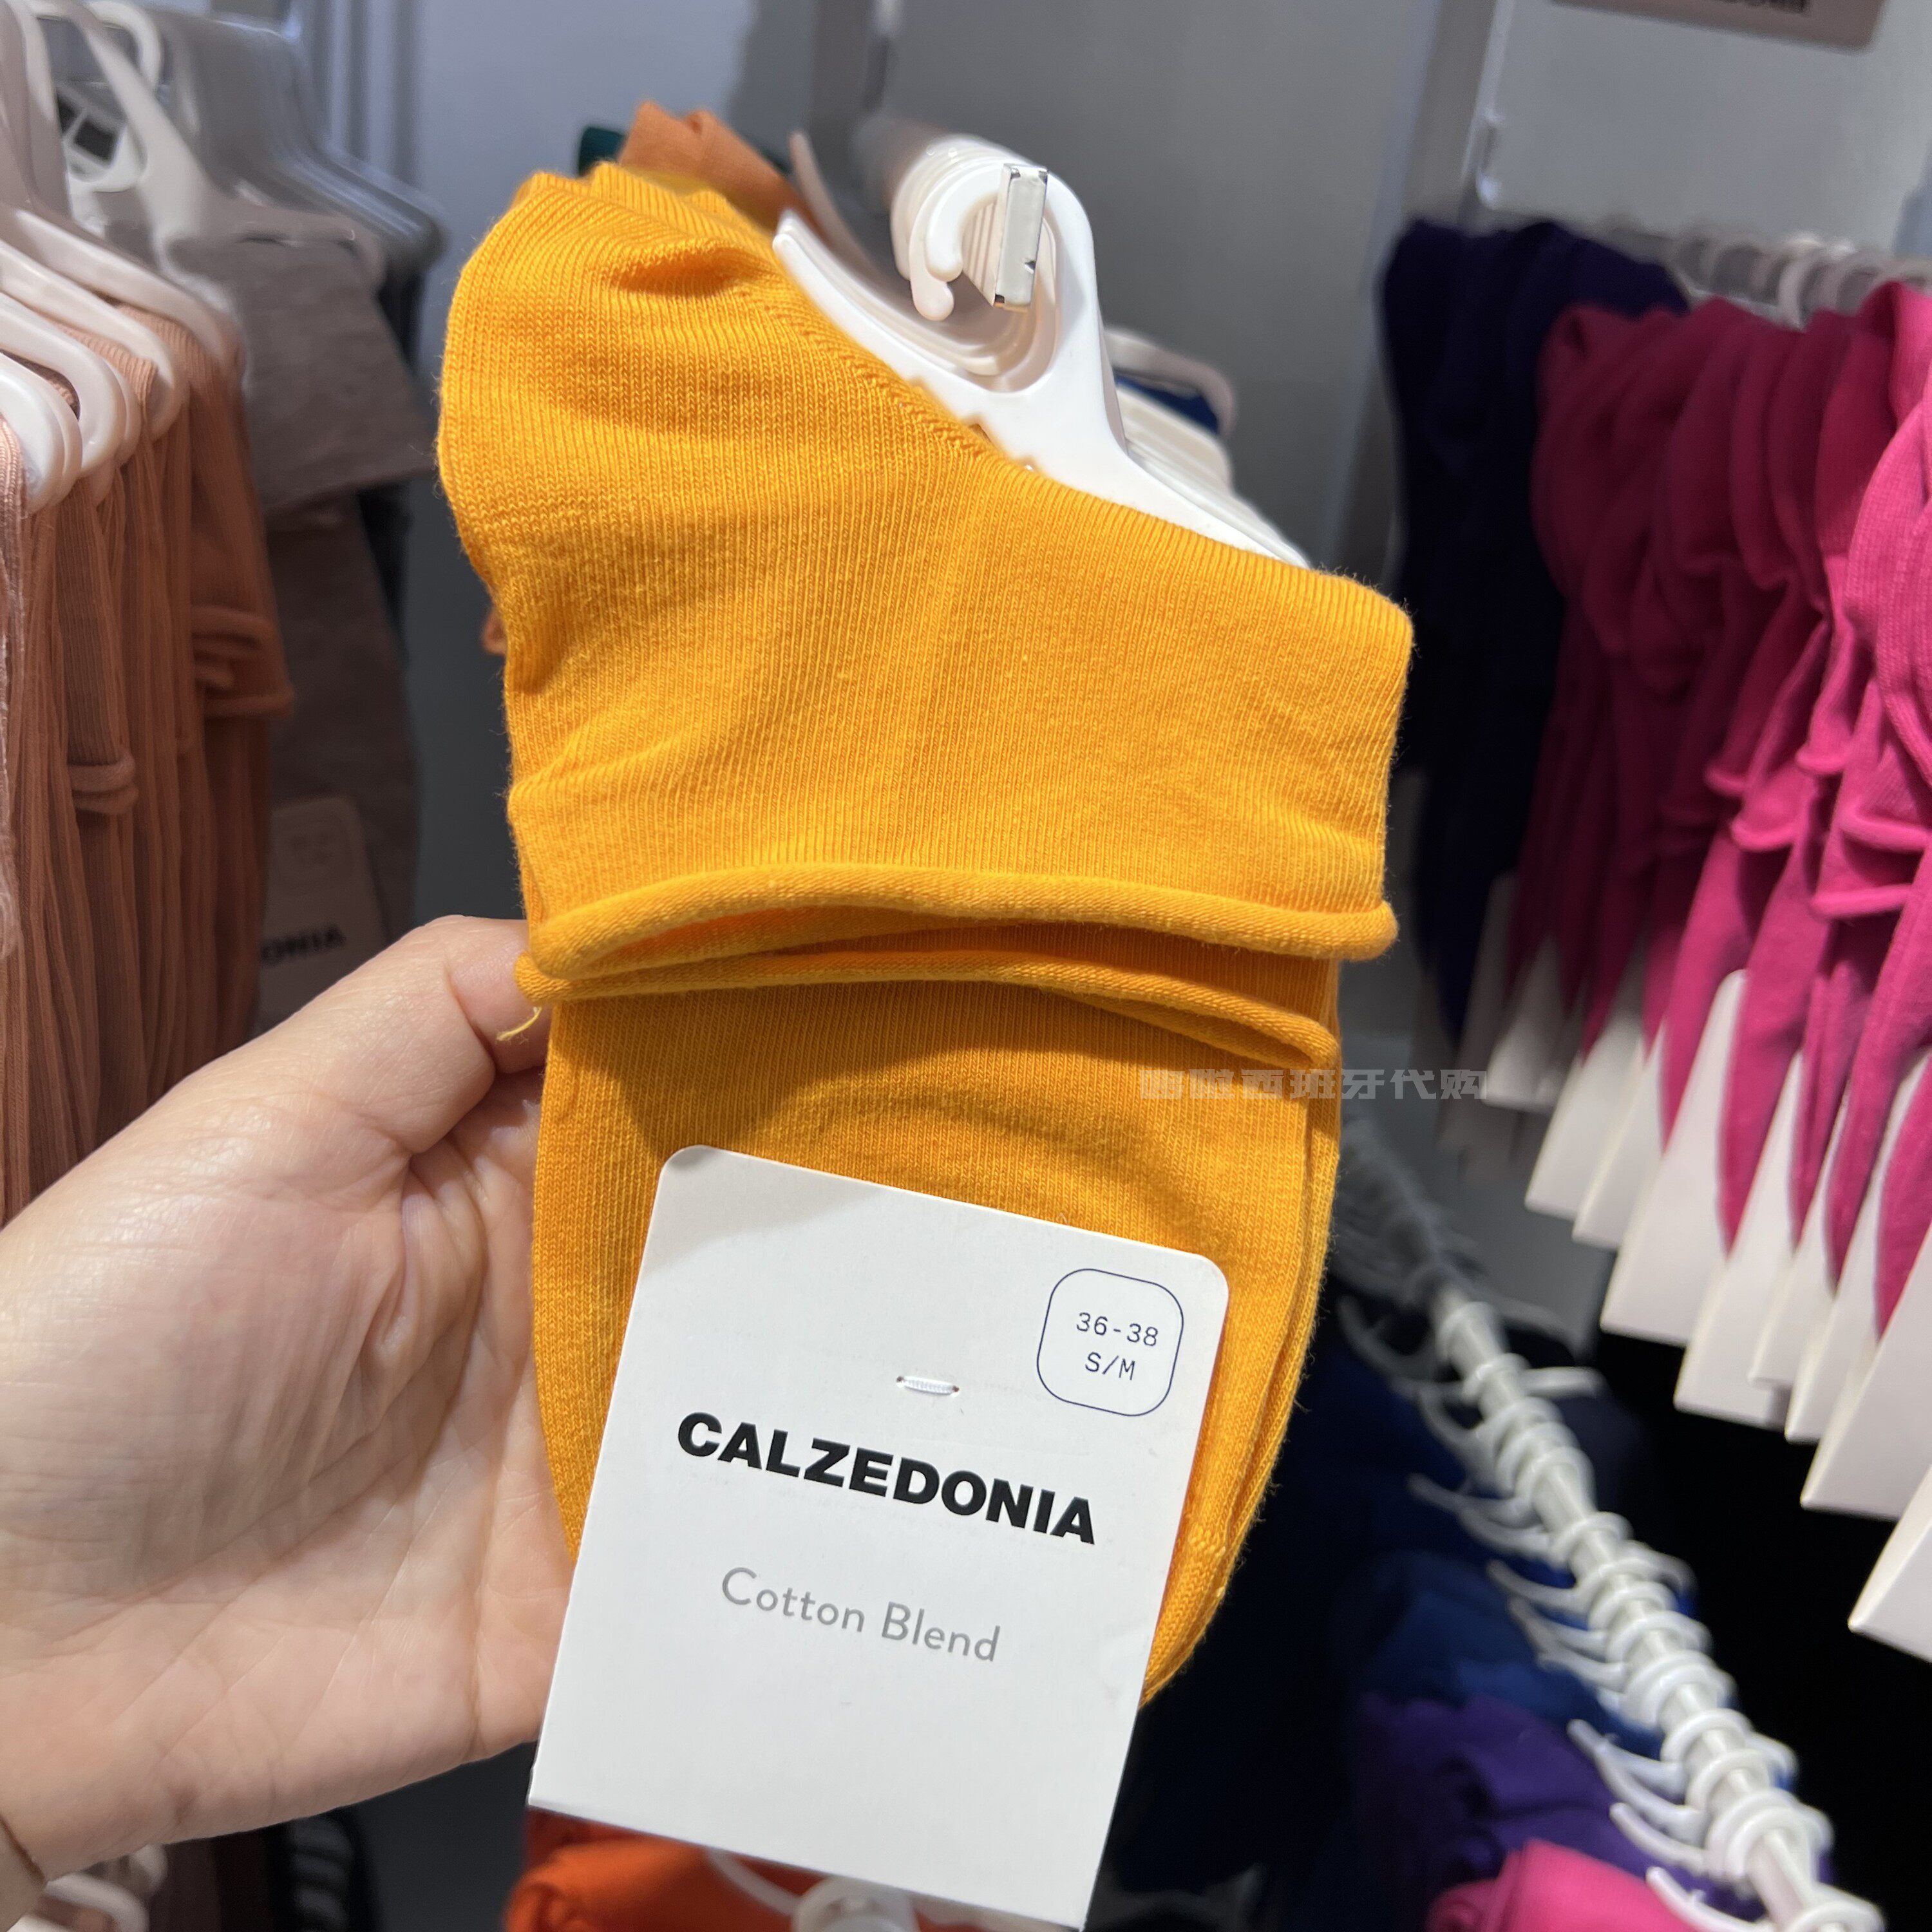 西班牙代购
36-38
S/M
CALZEDONIA
Cotton Blend